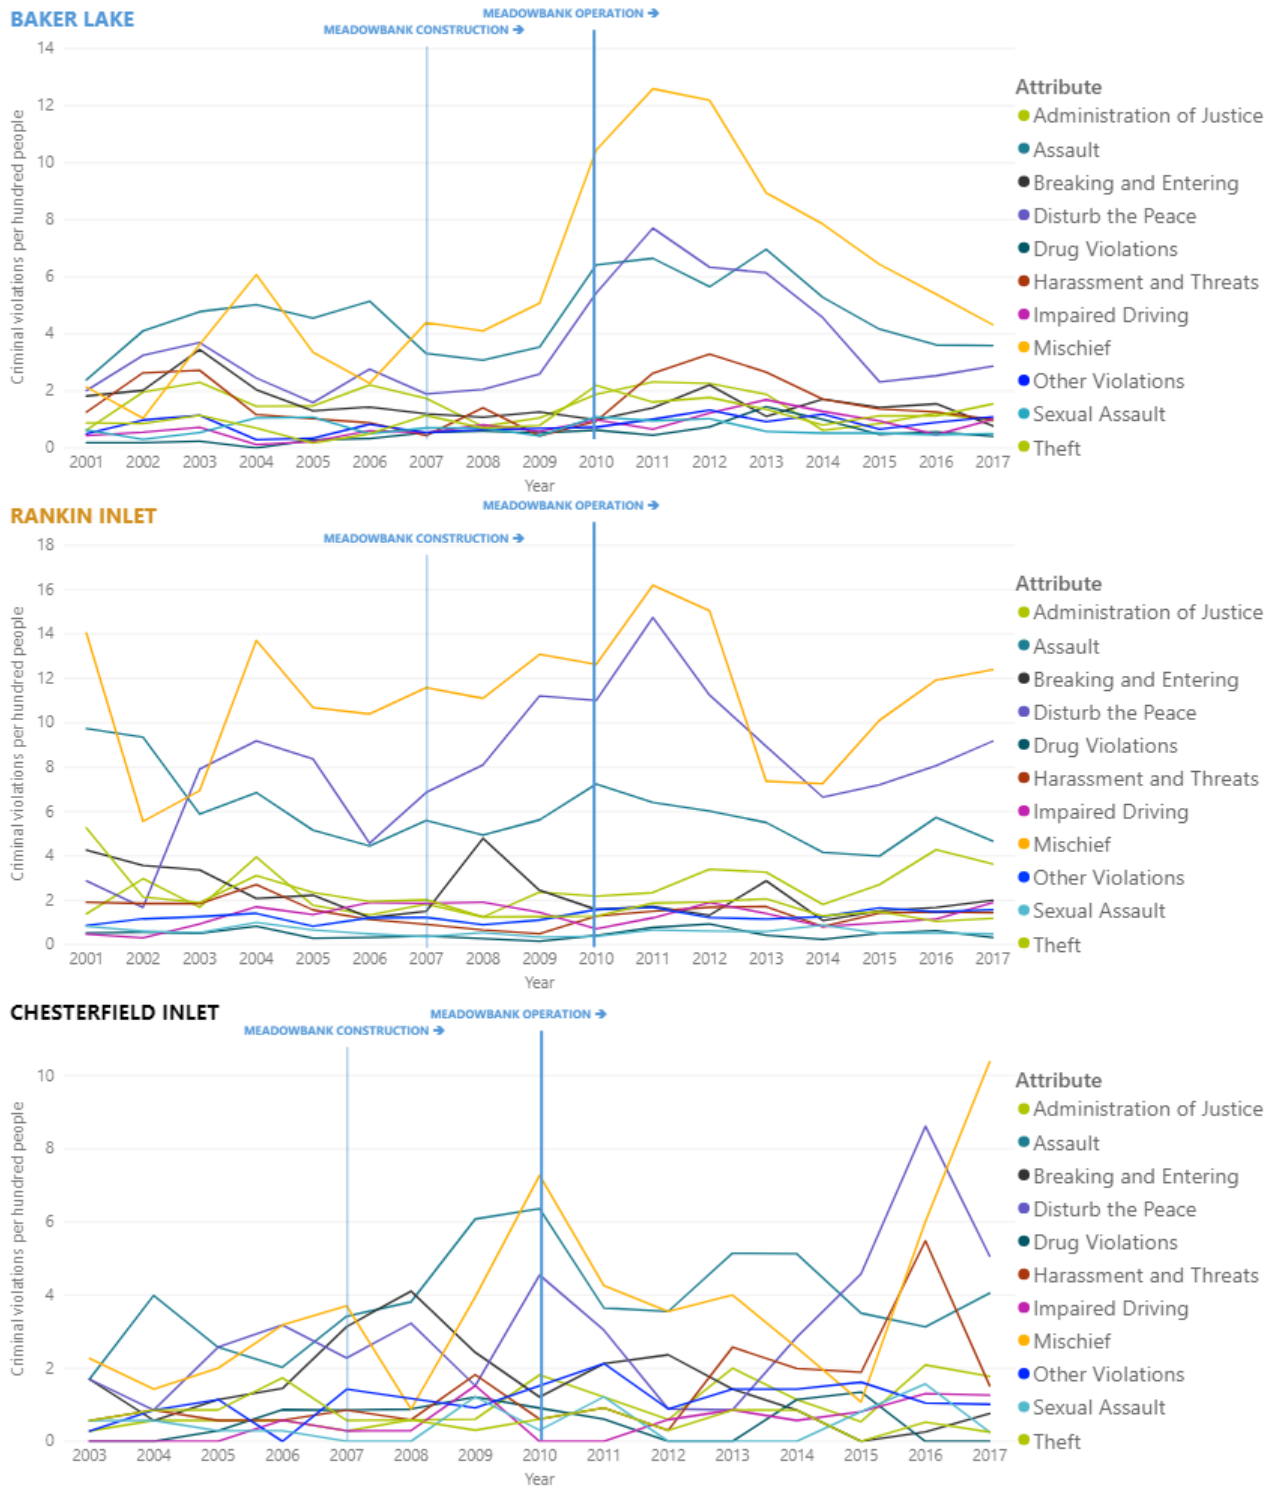 BAKER LAKE
MEADOWBANK OPERATION →
MEADOWBANK CONSTRUCTION →
14
12
10
8
6
4
2
0
Criminal violations per hundred people
2001 2002 2003 2004 2005 2006 2007 2008 2009 2010 2011 2012 2013 2014 2015 2016 2017
Year
Attribute
Administration of Justice
Assault
Breaking and Entering
Disturb the Peace
Drug Violations
Harassment and Threats
Impaired Driving
Mischief
Other Violations
Sexual Assault
Theft
RANKIN INLET
MEADOWBANK OPERATION →
MEADOWBANK CONSTRUCTION →
18
16
14
12
10
8
6
4
2
0
Criminal violations per hundred people
2001 2002 2003 2004 2005 2006 2007 2008 2009 2010 2011 2012 2013 2014 2015 2016 2017
Year
Attribute
Administration of Justice
Assault
Breaking and Entering
Disturb the Peace
Drug Violations
Harassment and Threats
Impaired Driving
Mischief
Other Violations
Sexual Assault
Theft
CHESTERFIELD INLET
MEADOWBANK OPERATION →
MEADOWBANK CONSTRUCTION →
10
8
6
4
2
0
Criminal violations per hundred people
2003 2004 2005 2006 2007 2008 2009 2010 2011 2012 2013 2014 2015 2016 2017
Year
Attribute
Administration of Justice
Assault
Breaking and Entering
Disturb the Peace
Drug Violations
Harassment and Threats
Impaired Driving
Mischief
Other Violations
Sexual Assault
Theft